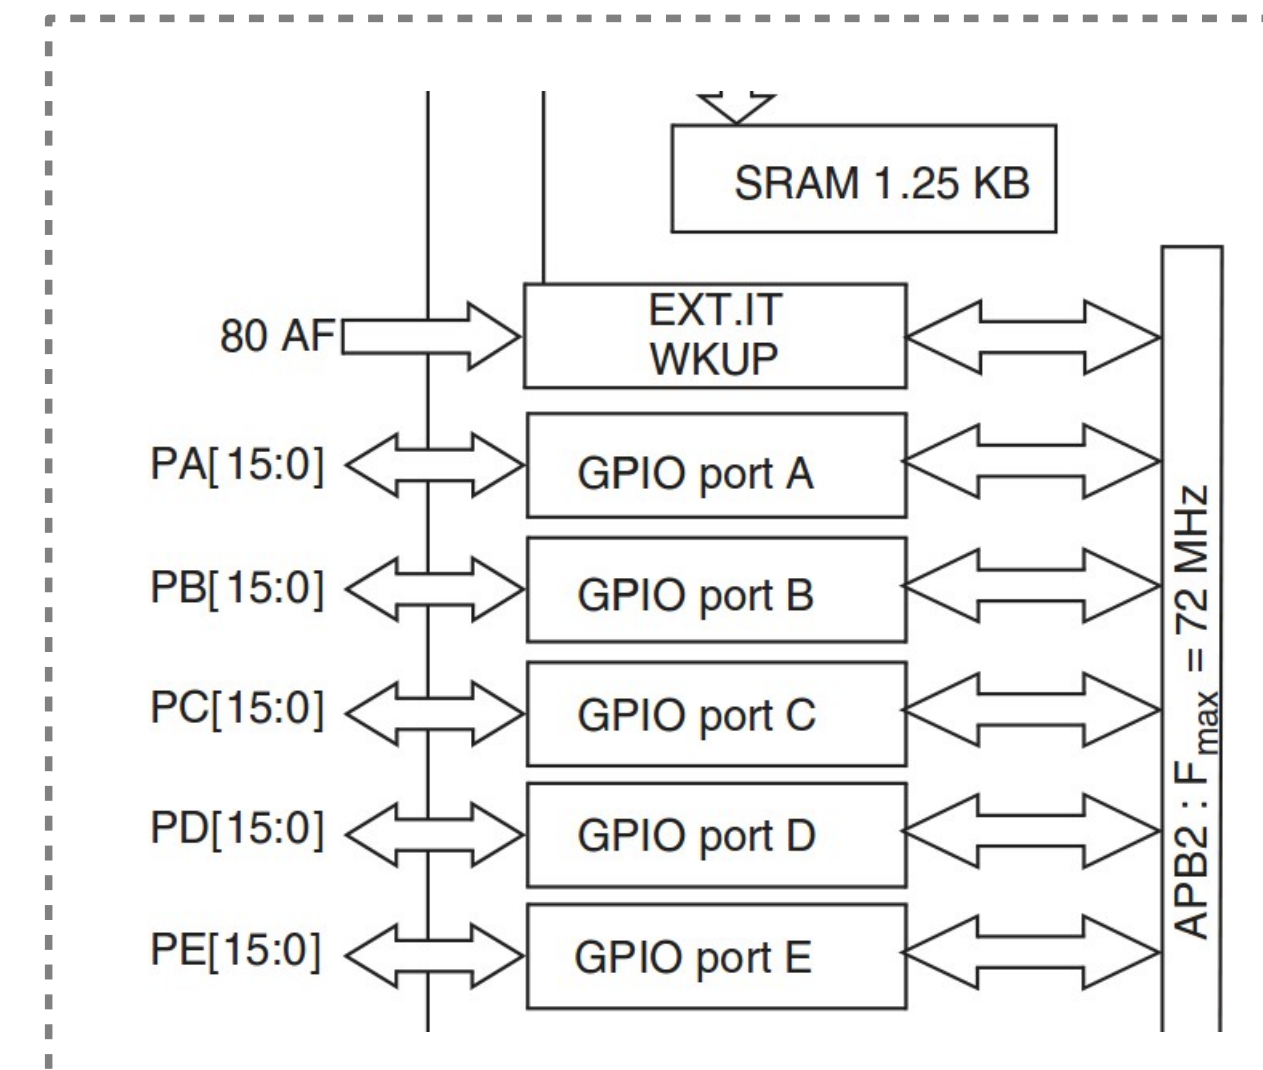 SRAM 1.25 KB
80 AF
EXT.IT
WKUP
PA[15:0]
GPIO port A
PB[15:0]
GPIO port B
PC[15:0]
GPIO port C
PD[15:0]
GPIO port D
PE[15:0]
GPIO port E
APB2 : Fmax = 72 MHz